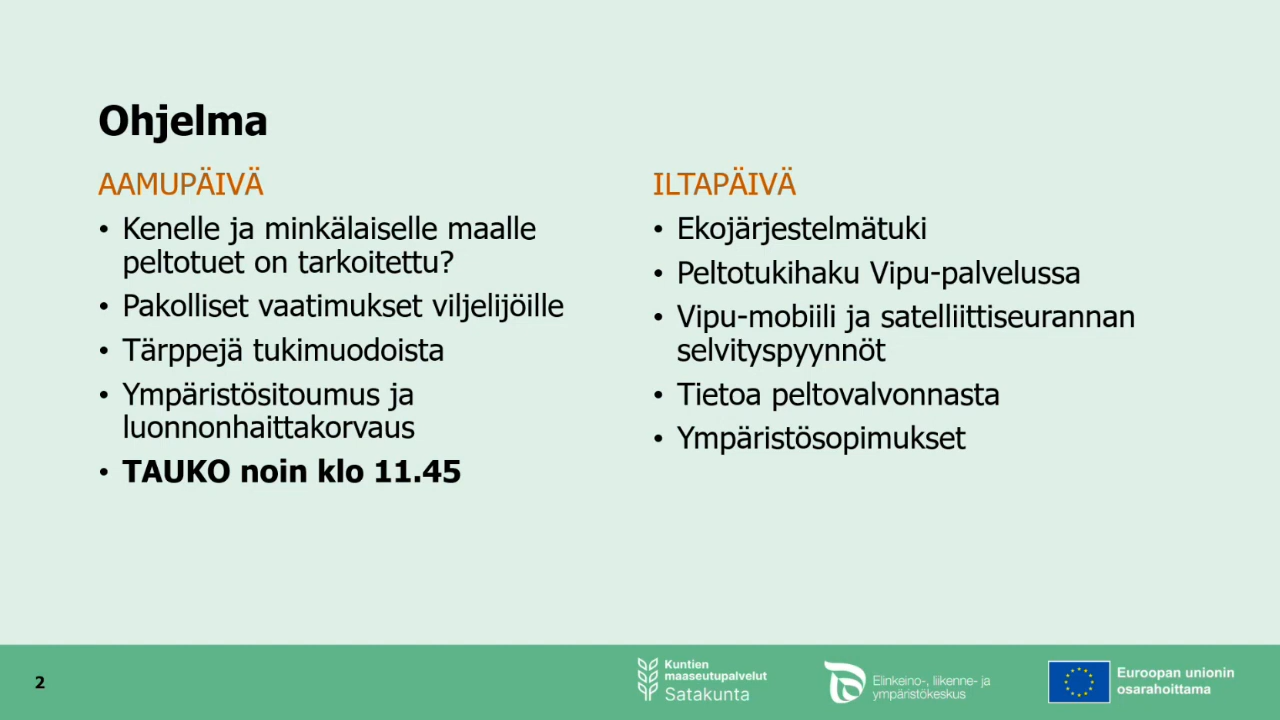 Ohjelma
AAMUPÄIVÄ
• Kenelle ja minkälaiselle maalle
peltotuet on tarkoitettu?
• Pakolliset vaatimukset viljelijöille
• Tärppejä tukimuodoista
• Ympäristösitoumus ja
luonnonhaittakorvaus
• TAUKO noin klo 11.45
ILTAPÄIVÄ
• Ekojärjestelmätuki
• Peltotukihaku Vipu-palvelussa
• Vipu-mobiili ja satelliittiseurannan
selvityspyynnöt
• Tietoa peltovalvonnasta
• Ympäristösopimukset
2
Kuntien
maaseutupalvelut
Satakunta
Elinkeino-, liikenne- ja
ympäristökeskus
Euroopan unionin
osarahoittama